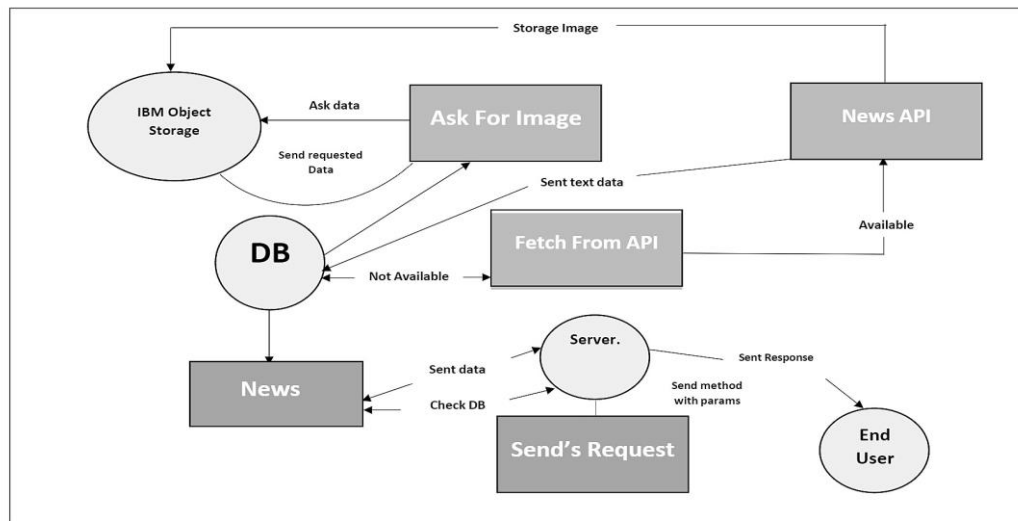 Storage Image
IBM Object
Storage
Ask data
Ask For Image
News API
Send requested
Data
Sent text data
Available
DB
Fetch From API
Not Available
Server.
Sent Response
News
Sent data
Check DB
Send method
with params
Send's Request
End
User